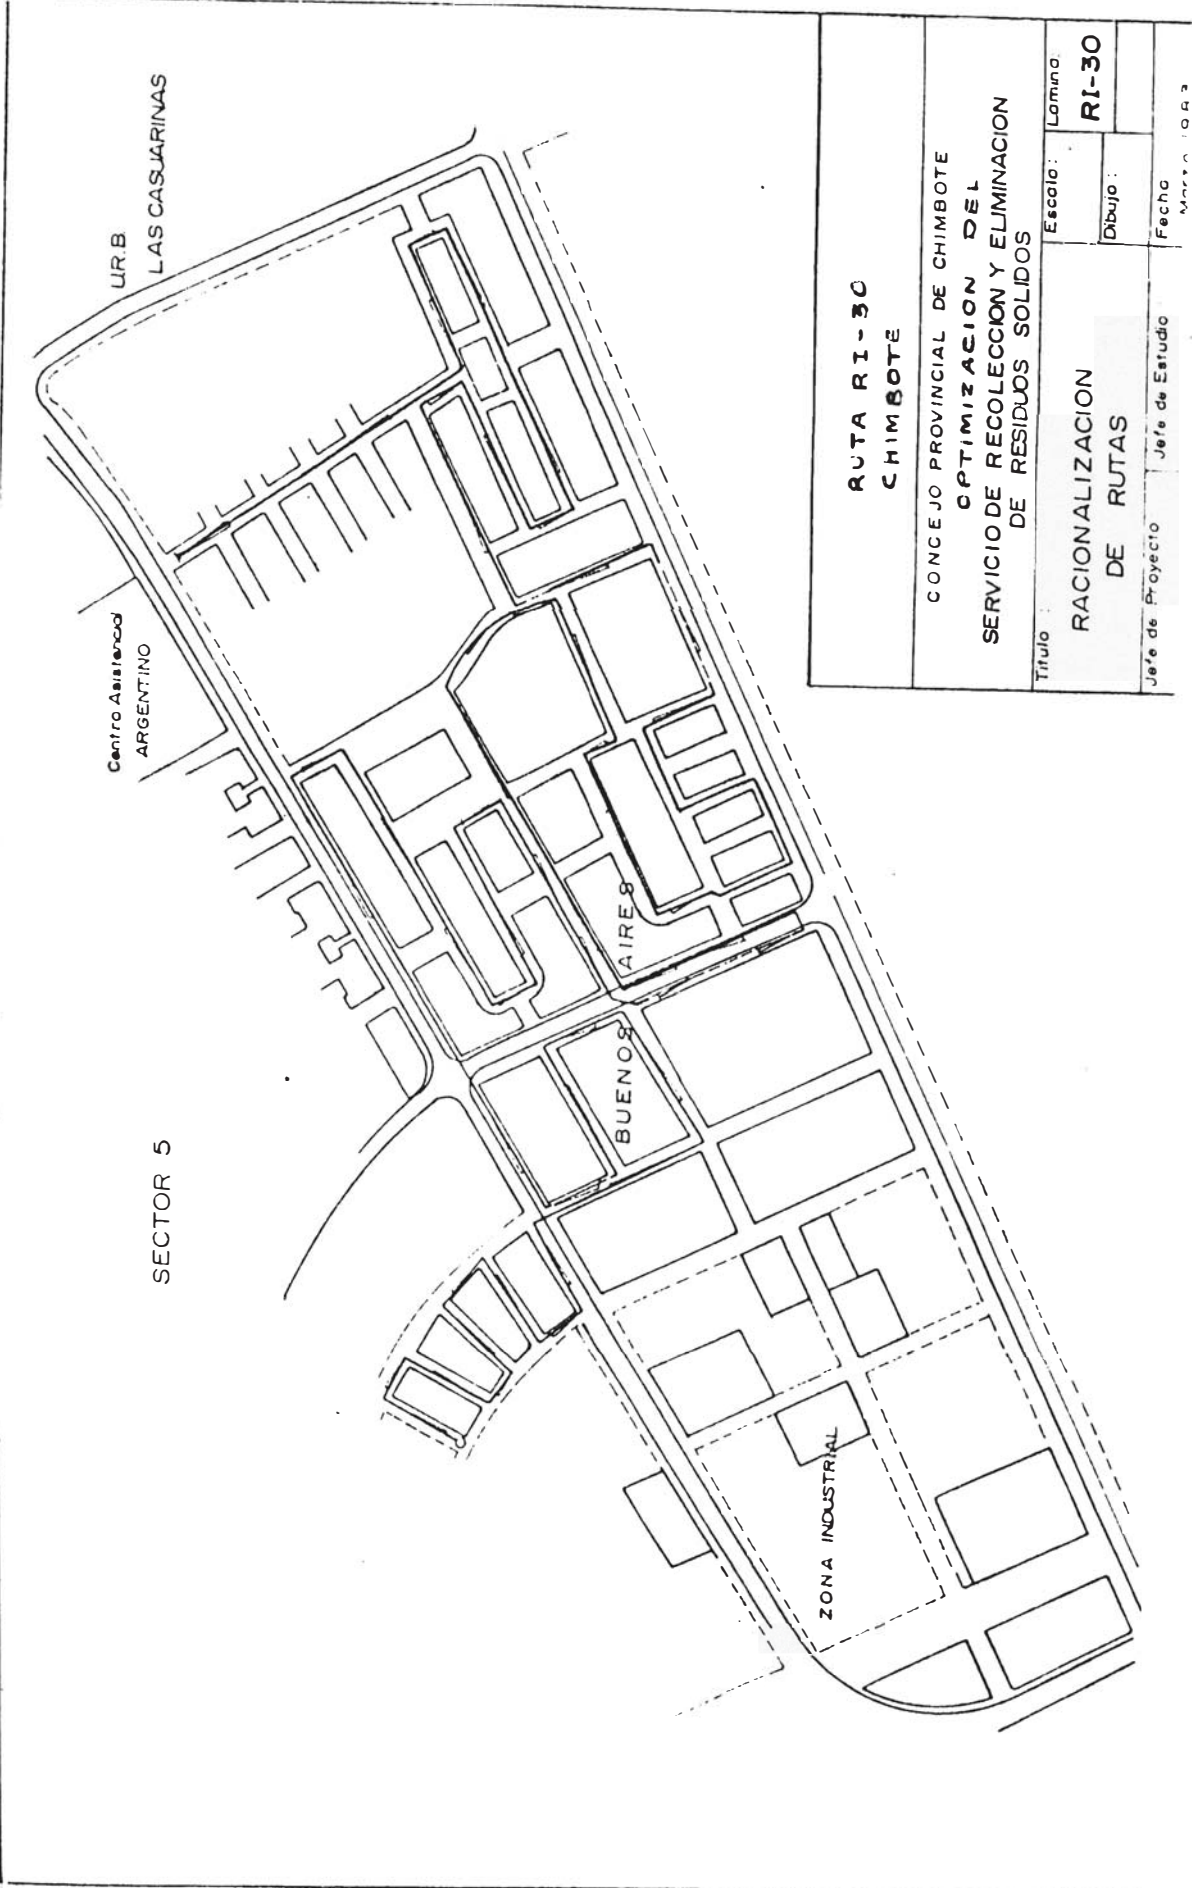 U.R.B.
LAS CASUARINAS
Centro Asistencial
ARGENTINO
SECTOR 5
BUENOS AIRES
ZONA INDUSTRIAL
RUTA RI-30
CHIMBOTE
CONCEJO PROVINCIAL DE CHIMBOTE
OPTIMIZACION DEL
SERVICIO DE RECOLECCION Y ELIMINACION
DE RESIDUOS SOLIDOS
Titulo :
RACIONALIZACION
DE RUTAS
Escala :
Lamina:
RI-30
Dibujo :
Jefe de Proyecto
Jefe de Estudio
Fecha